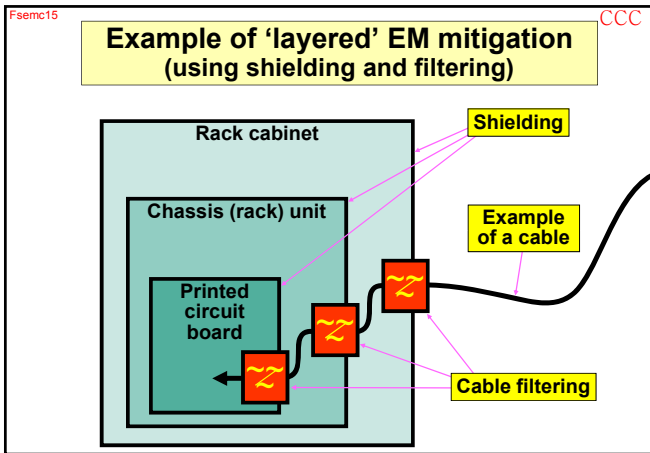 Fsemc15
CCC
Example of ‘layered’ EM mitigation
(using shielding and filtering)
Rack cabinet
Shielding
Chassis (rack) unit
Example
of a cable
Printed
circuit
board
Cable filtering